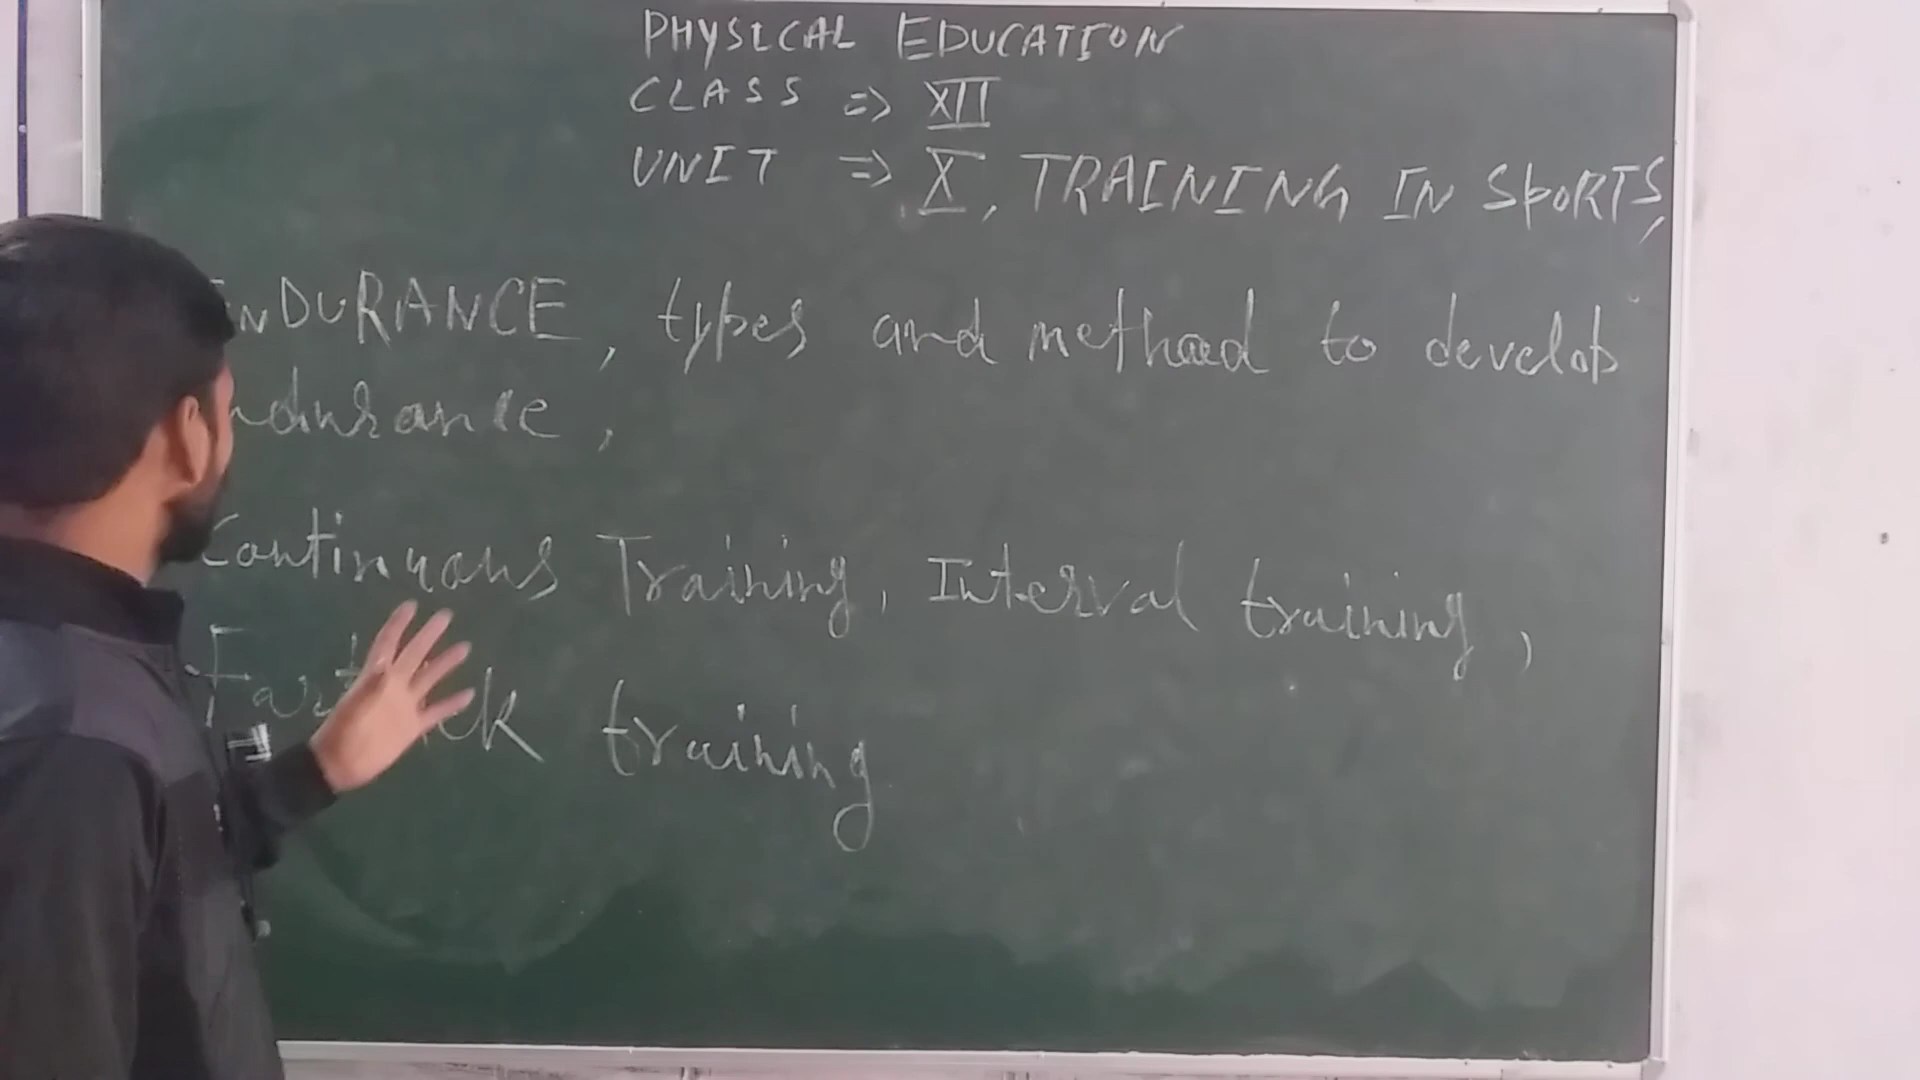 PHYSICAL EDUCATION
CLASS => XII
UNIT => X, TRAINING IN SPORTS,
ENDURANCE, types and method to develop
endurance,
Continuous Training, Interval training,
training